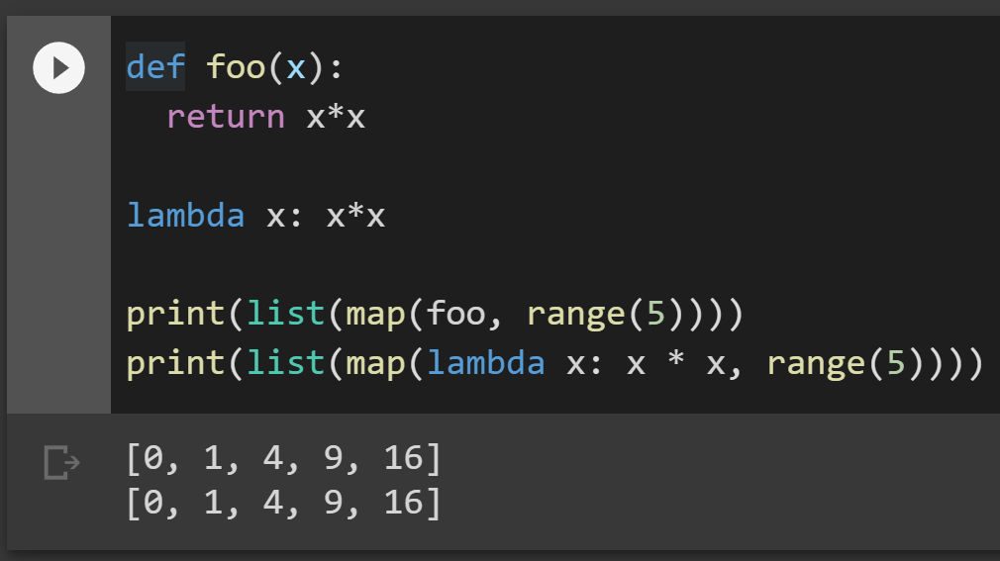 def foo(x):
  return x*x
lambda x: x*x
print(list(map(foo, range(5))))
print(list(map(lambda x: x * x, range(5))))
[0, 1, 4, 9, 16]
[0, 1, 4, 9, 16]